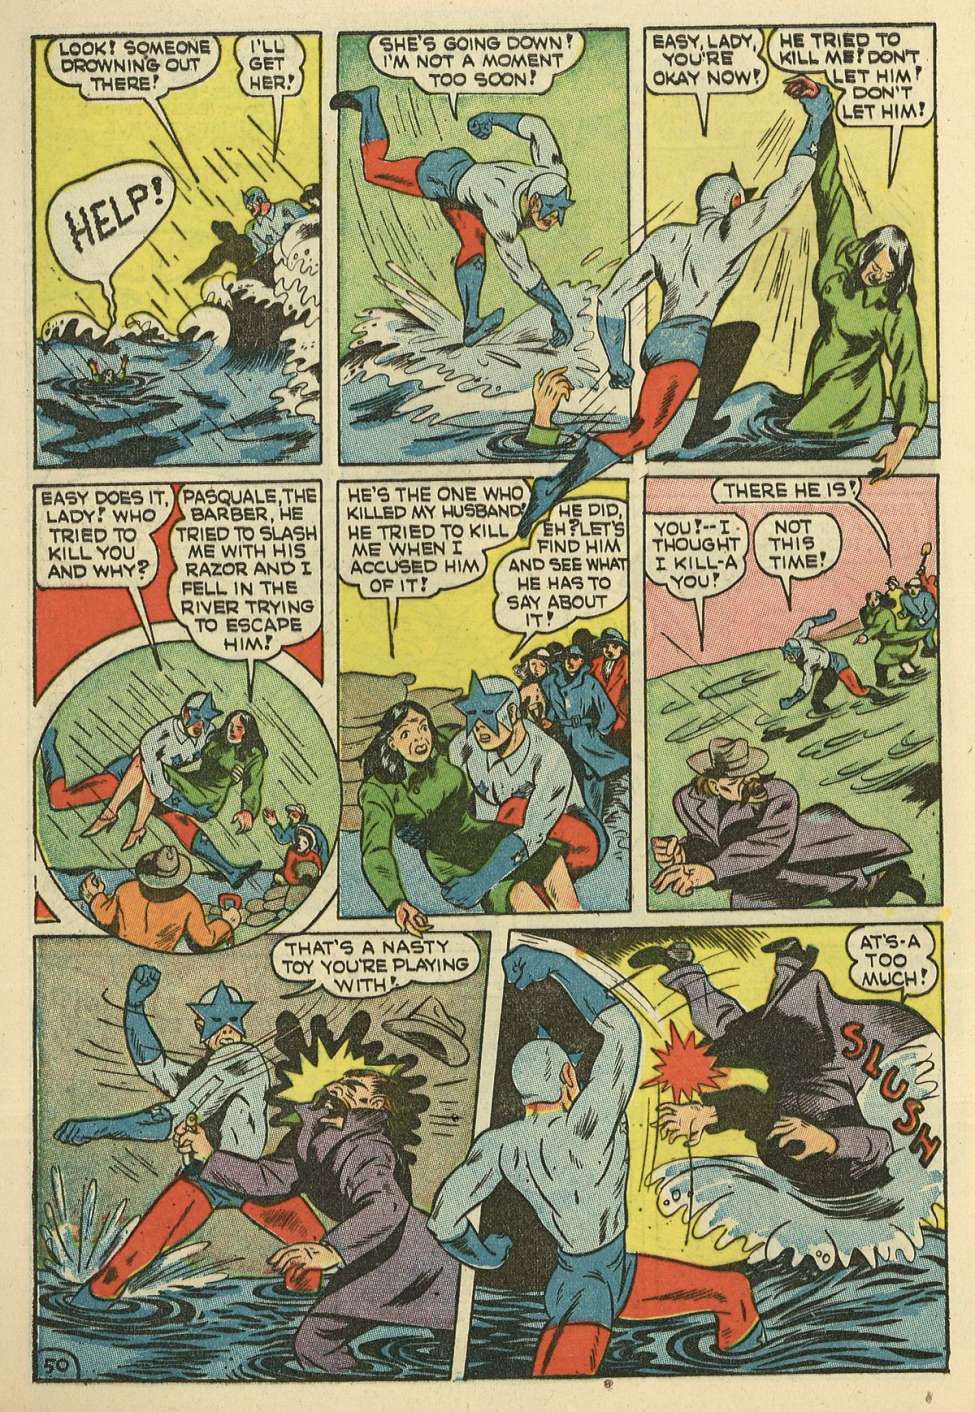 LOOK! SOMEONE
DROWNING OUT
THERE!
I'LL
GET
HER!
HELP!
SHE'S GOING DOWN!
I'M NOT A MOMENT
TOO SOON!
EASY, LADY,
YOU'RE
OKAY NOW!
HE TRIED TO
KILL ME! DON'T
LET HIM!
DON'T
LET HIM!
EASY DOES IT,
LADY! WHO
TRIED TO
KILL YOU
AND WHY?
PASQUALE, THE
BARBER, HE
TRIED TO SLASH
ME WITH HIS
RAZOR AND I
FELL IN THE
RIVER TRYING
TO ESCAPE
HIM!
HE'S THE ONE WHO
KILLED MY HUSBAND!
HE TRIED TO KILL
ME WHEN I
ACCUSED HIM
OF IT!
HE DID,
EH? LET'S
FIND HIM
AND SEE WHAT
HE HAS TO
SAY ABOUT
IT!
THERE HE IS!
YOU!--I
THOUGHT
I KILL-A
YOU!
NOT
THIS
TIME!
THAT'S A NASTY
TOY YOU'RE PLAYING
WITH!
AT'S-A
TOO
MUCH!
SLUSH
50